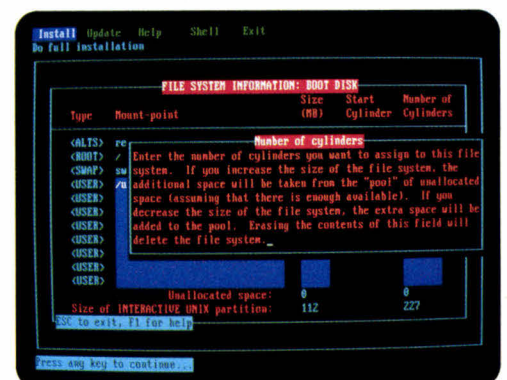 Install Update Help Shell Exit
Do full installation
FILE SYSTEM INFORMATION: BOOT DISK
Size Start Number of
Type Mount-point (MB) Cylinder Cylinders
Number of cylinders
<ALTS> re
<ROOT> / Enter the number of cylinders you want to assign to this file
<SWAP> sw system. If you increase the size of the file system, the
<USER> /u additional space will be taken from the "pool" of unallocated
<USER> space (assuming that there is enough available). If you
<USER> decrease the size of the file system, the extra space will be
<USER> added to the pool. Erasing the contents of this field will
<USER> delete the file system._
<USER>
<USER>
<USER>
Unallocated space: 0 0
Size of INTERACTIVE UNIX partition: 112 227
ESC to exit, F1 for help
Press any key to continue...